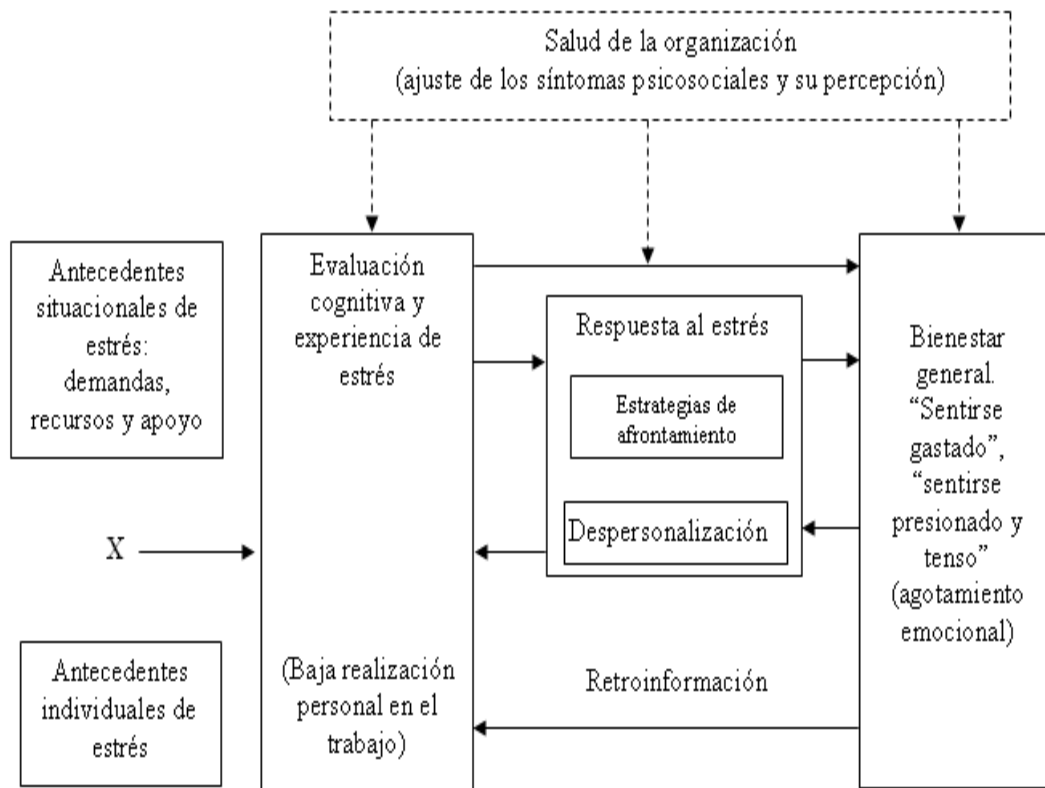 Salud de la organización
(ajuste de los síntomas psicosociales y su percepción)
Antecedentes
situacionales de
estrés:
demandas,
recursos y apoyo
X
Antecedentes
individuales de
estrés
Evaluación
cognitiva y
experiencia de
estrés
(Baja realización
personal en el
trabajo)
Respuesta al estrés
Estrategias de
afrontamiento
Despersonalización
Retroinformación
Bienestar
general.
“Sentirse
gastado”,
“sentirse
presionado y
tenso”
(agotamiento
emocional)